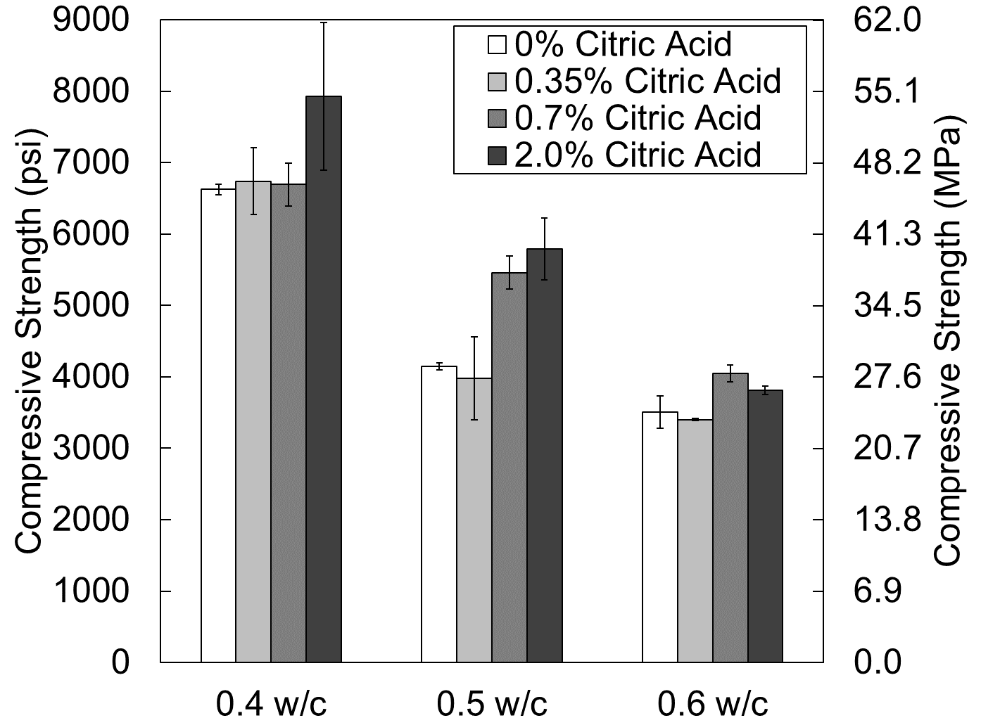 9000
8000
7000
6000
5000
4000
3000
2000
1000
0
Compressive Strength (psi)
0% Citric Acid
0.35% Citric Acid
0.7% Citric Acid
2.0% Citric Acid
62.0
55.1
48.2
41.3
34.5
27.6
20.7
13.8
6.9
0.0
Compressive Strength (MPa)
0.4 w/c
0.5 w/c
0.6 w/c